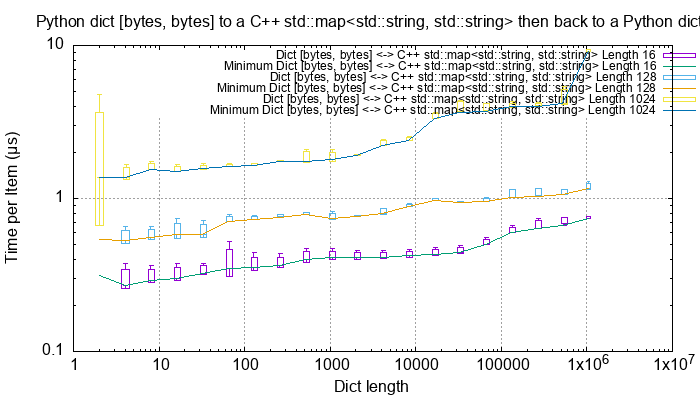 Python dict [bytes, bytes] to a C++ std::map<std::string, std::string> then back to a Python dict
Dict [bytes, bytes] <-> C++ std::map<std::string, std::string> Length 16
Minimum Dict [bytes, bytes] <-> C++ std::map<std::string, std::string> Length 16
Dict [bytes, bytes] <-> C++ std::map<std::string, std::string> Length 128
Minimum Dict [bytes, bytes] <-> C++ std::map<std::string, std::string> Length 128
Dict [bytes, bytes] <-> C++ std::map<std::string, std::string> Length 1024
Minimum Dict [bytes, bytes] <-> C++ std::map<std::string, std::string> Length 1024
Time per Item (µs)
10
1
0.1
1 10 100 1000 10000 100000 1x10⁶ 1x10⁷
Dict length